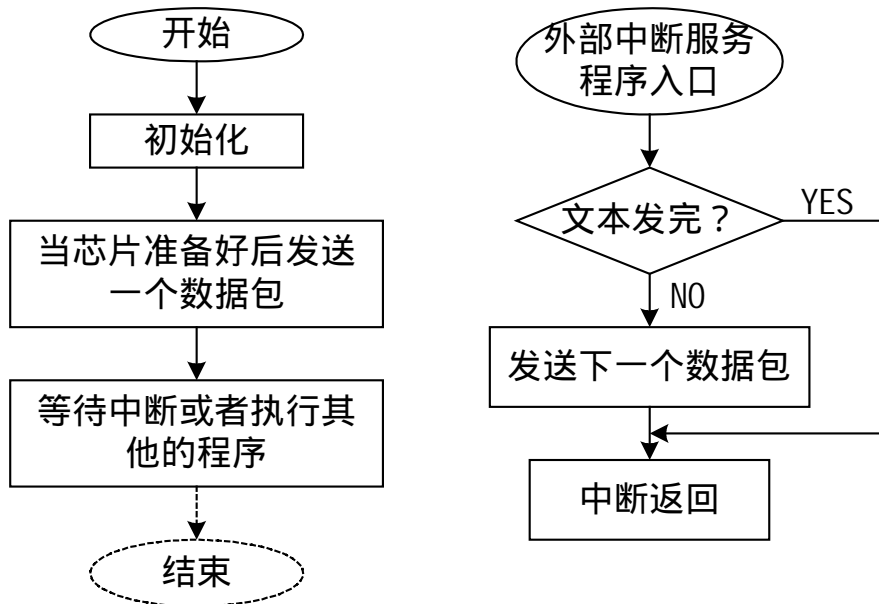 开始
初始化
当芯片准备好后发送
一个数据包
等待中断或者执行其
他的程序
结束
外部中断服务
程序入口
文本发完？
YES
NO
发送下一个数据包
中断返回